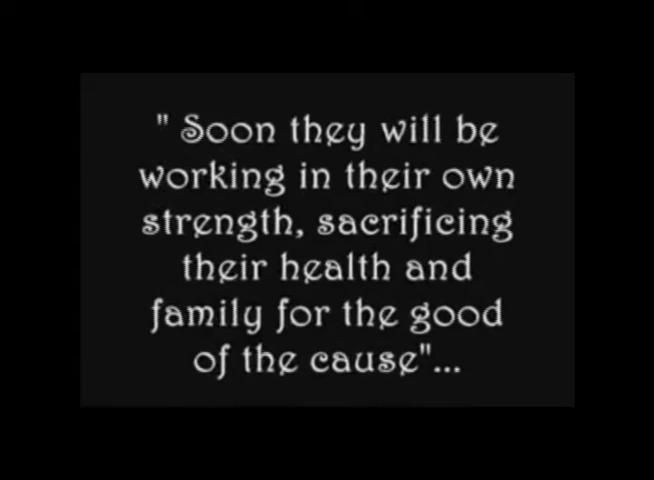 " Soon they will be
working in their own
strength, sacrificing
their health and
family for the good
of the cause"...